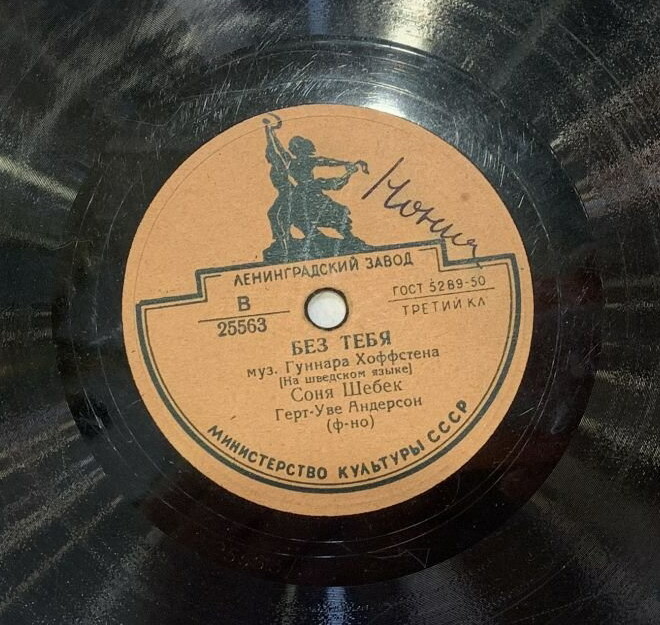 ЛЕНИНГРАДСКИЙ ЗАВОД
В
25563
ГОСТ 5289-50
ТРЕТИЙ КЛ
БЕЗ ТЕБЯ
муз. Гуннара Хоффстена
[На шведском языке]
Соня Шебек
Герт-Уве Андерсон
(ф-но)
МИНИСТЕРСТВО КУЛЬТУРЫ СССР